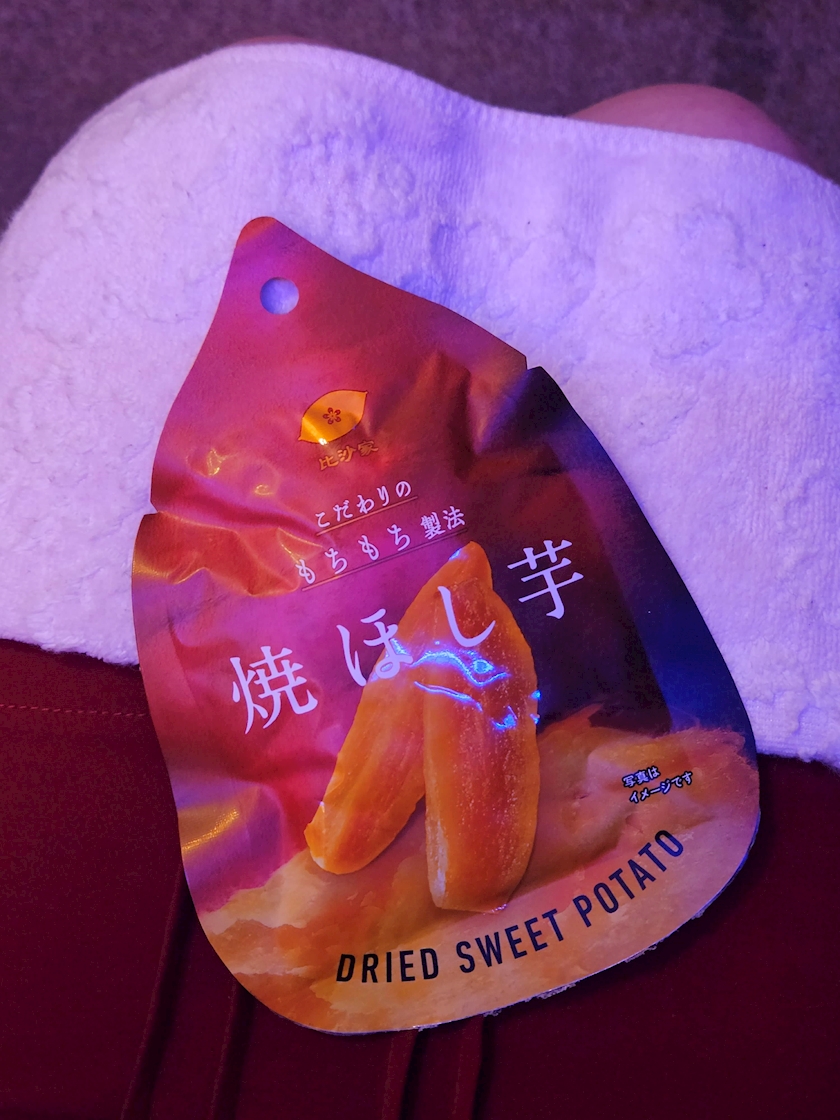 比沙家
こだわりの
もちもち製法
焼ほし芋
写真は
イメージです
DRIED SWEET POTATO